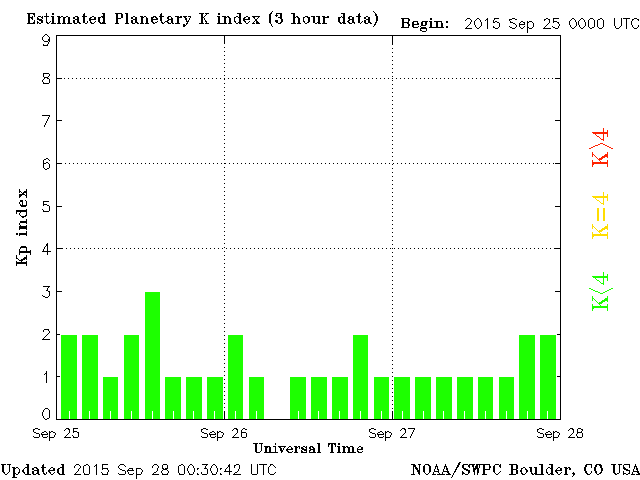 Estimated Planetary K index (3 hour data) Begin: 2015 Sep 25 0000 UTC
9
8
7
6
5
4
3
2
1
0
Kp index
K>4
K=4
K<4
Sep 25 Sep 26 Sep 27 Sep 28
Universal Time
Updated 2015 Sep 28 00:30:42 UTC NOAA/SWPC Boulder, CO USA